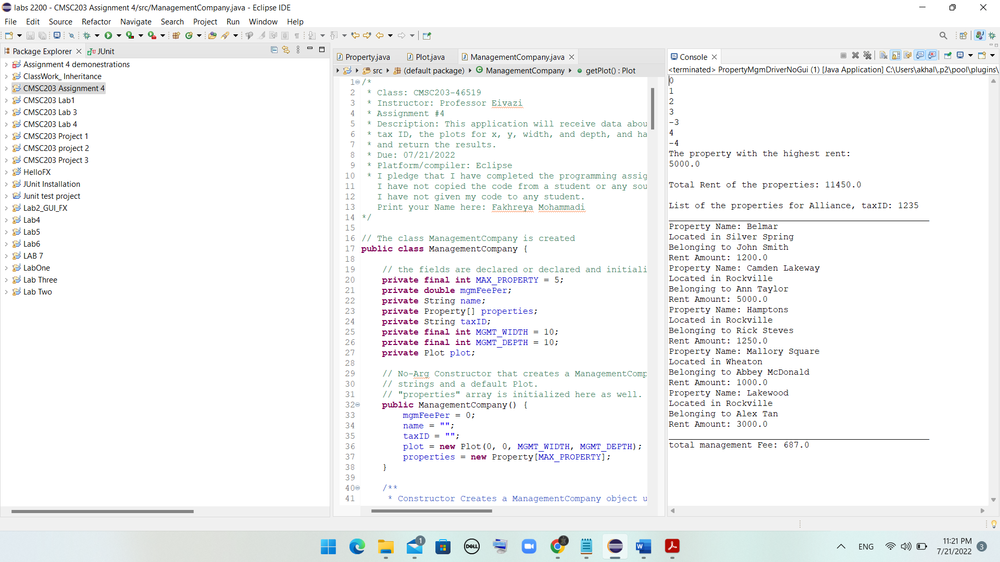 labs 2200 - CMSC203 Assignment 4/src/ManagementCompany.java - Eclipse IDE
File Edit Source Refactor Navigate Search Project Run Window Help
Package Explorer
JUnit
Assignment 4 demonestrations
ClassWork_ Inheritance
CMSC203 Assignment 4
CMSC203 Lab1
CMSC203 Lab 3
CMSC203 Lab 4
CMSC203 Project 1
CMSC203 project 2
CMSC203 Project 3
HelloFX
JUnit Installation
Junit test project
Lab2_GUI_FX
Lab4
Lab5
Lab6
LAB 7
LabOne
Lab Three
Lab Two
Property.java Plot.java ManagementCompany.java
src (default package) ManagementCompany getPlot() : Plot
1 /*
2 * Class: CMSC203-46519
3 * Instructor: Professor Eivazi
4 * Assignment #4
5 * Description: This application will receive data abou
6 * tax ID, the plots for x, y, width, and depth, and ha
7 * and return the results.
8 * Due: 07/21/2022
9 * Platform/compiler: Eclipse
10 * I pledge that I have completed the programming assig
11 I have not copied the code from a student or any sou
12 I have not given my code to any student.
13 Print your Name here: Fakhreya Mohammadi
14 */
15
16 // The class ManagementCompany is created
17 public class ManagementCompany {
18
19 // the fields are declared or declared and initiali
20 private final int MAX_PROPERTY = 5;
21 private double mgmFeePer;
22 private String name;
23 private Property[] properties;
24 private String taxID;
25 private final int MGMT_WIDTH = 10;
26 private final int MGMT_DEPTH = 10;
27 private Plot plot;
28
29 // No-Arg Constructor that creates a ManagementComp
30 // strings and a default Plot.
31 // "properties" array is initialized here as well.
32 public ManagementCompany() {
33 mgmFeePer = 0;
34 name = "";
35 taxID = "";
36 plot = new Plot(0, 0, MGMT_WIDTH, MGMT_DEPTH);
37 properties = new Property[MAX_PROPERTY];
38 }
39
40 /**
41 * Constructor Creates a ManagementCompany object u
Console
<terminated> PropertyMgmDriverNoGui (1) [Java Application] C:\Users\akhal\.p2\pool\plugins\
0
1
2
3
-3
4
-4
The property with the highest rent:
5000.0
Total Rent of the properties: 11450.0
List of the properties for Alliance, taxID: 1235
Property Name: Belmar
Located in Silver Spring
Belonging to John Smith
Rent Amount: 1200.0
Property Name: Camden Lakeway
Located in Rockville
Belonging to Ann Taylor
Rent Amount: 5000.0
Property Name: Hamptons
Located in Rockville
Belonging to Rick Steves
Rent Amount: 1250.0
Property Name: Mallory Square
Located in Wheaton
Belonging to Abbey McDonald
Rent Amount: 1000.0
Property Name: Lakewood
Located in Rockville
Belonging to Alex Tan
Rent Amount: 3000.0
total management Fee: 687.0
1
DELL
ENG
11:21 PM
7/21/2022
3